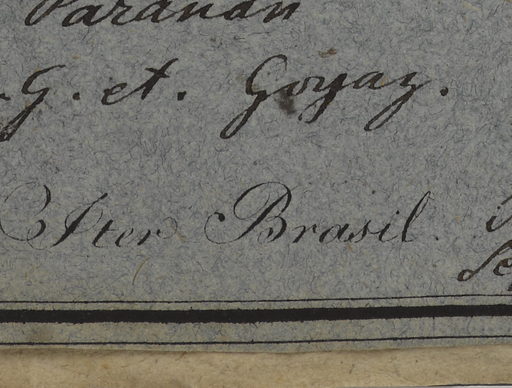 Paranan
G. et. Goyaz.
Iter Brasil.